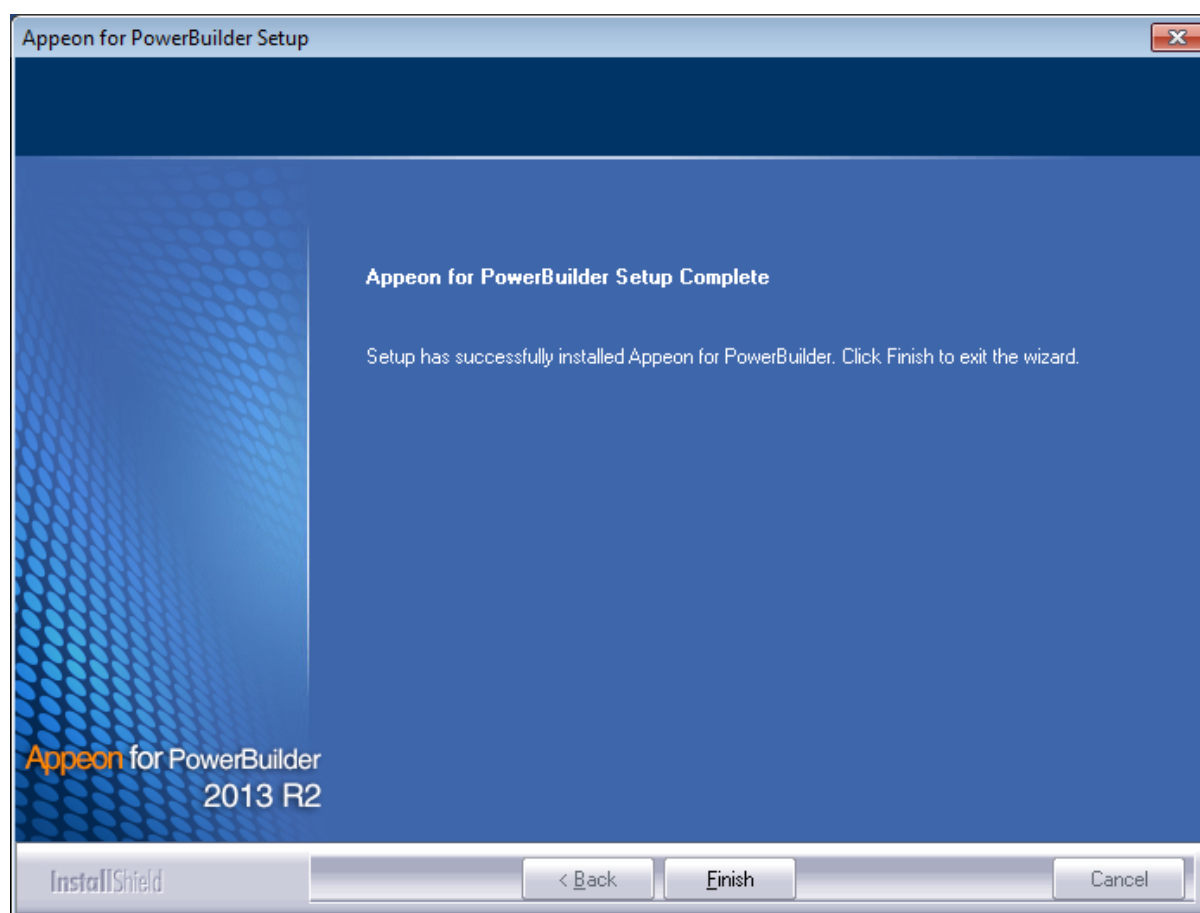 Appeon for PowerBuilder Setup
Appeon for PowerBuilder Setup Complete
Setup has successfully installed Appeon for PowerBuilder. Click Finish to exit the wizard.
Appeon for PowerBuilder
2013 R2
InstallShield
< Back
Finish
Cancel